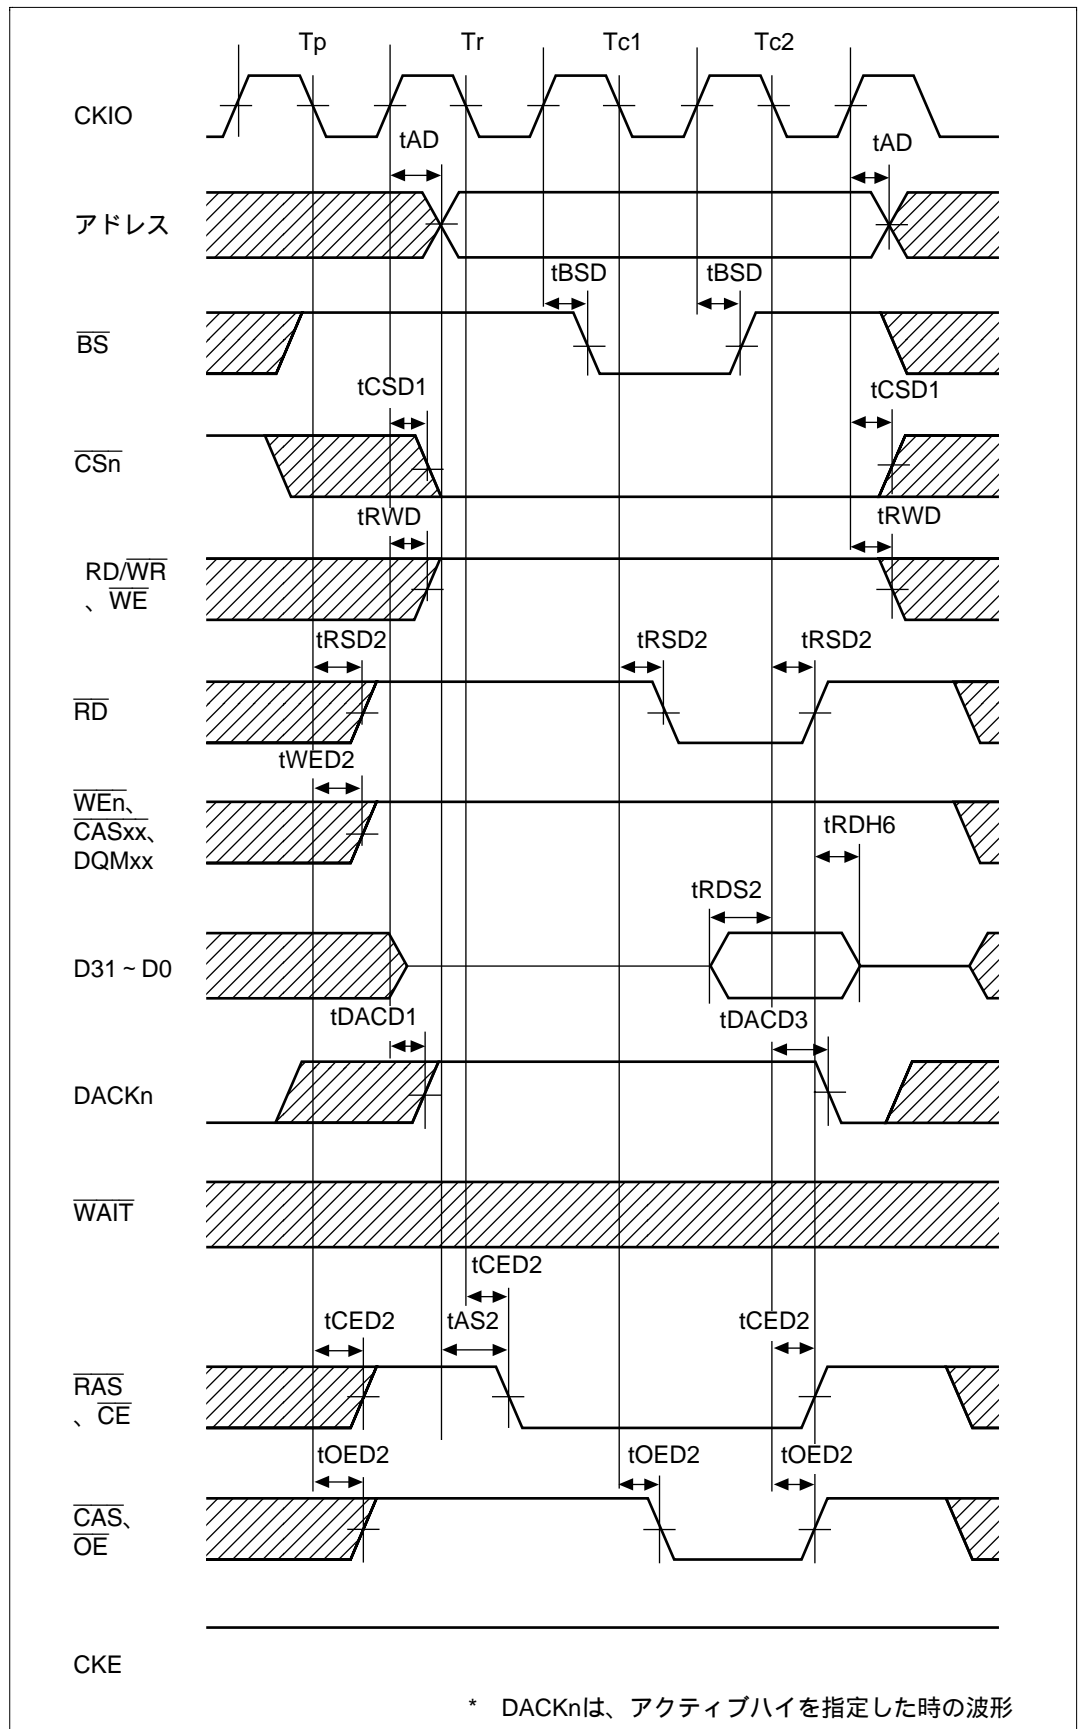 Tp Tr Tc1 Tc2
CKIO
tAD tAD
アドレス
tBSD tBSD
BS
tCSD1 tCSD1
CSn
tRWD tRWD
RD/WR
、WE
tRSD2 tRSD2 tRSD2
RD
tWED2
WEn、
CASxx、
DQMxx
tRDH6
tRDS2
D31 ~ D0
tDACD1 tDACD3
DACKn
WAIT
tCED2
tCED2 tAS2 tCED2
RAS
、CE
tOED2 tOED2 tOED2
CAS、
OE
CKE
* DACKnは、アクティブハイを指定した時の波形